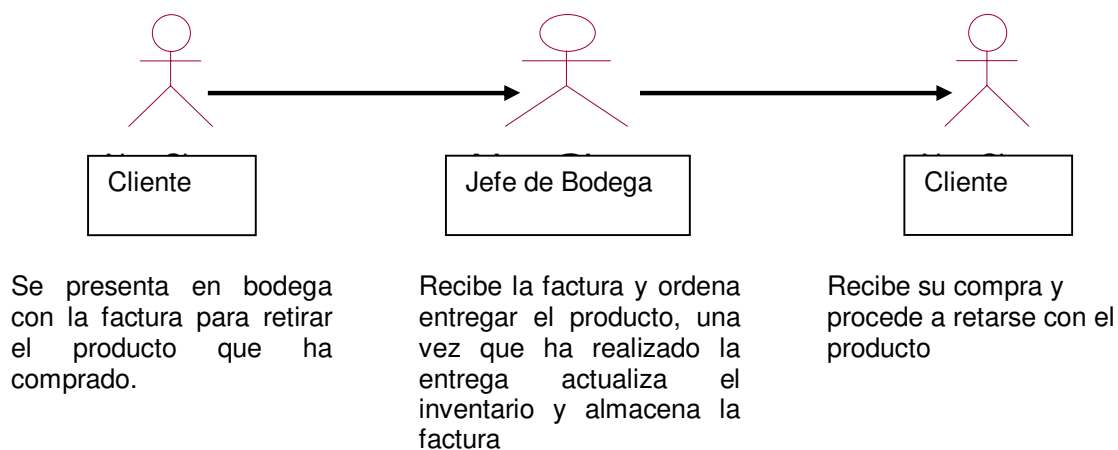 Cliente
Jefe de Bodega
Cliente
Se presenta en bodega
con la factura para retirar
el producto que ha
comprado.
Recibe la factura y ordena
entregar el producto, una
vez que ha realizado la
entrega actualiza el
inventario y almacena la
factura
Recibe su compra y
procede a retarse con el
producto